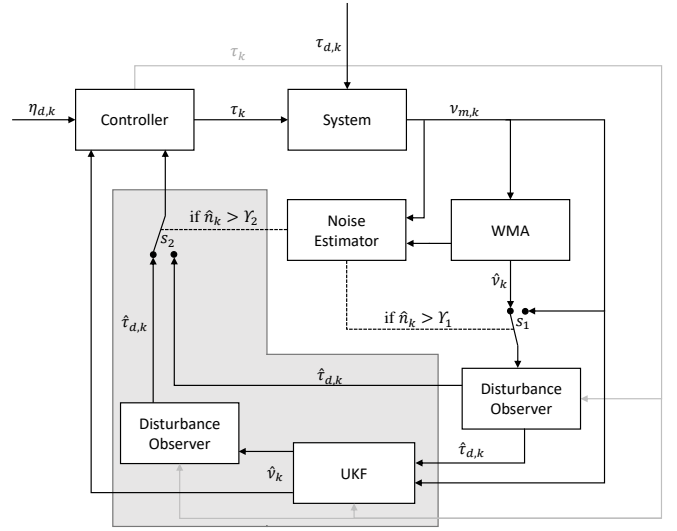 τ_k
τ_{d,k}
η_{d,k}
Controller
τ_k
System
ν_{m,k}
if n̂_k > ϒ_2
Noise
Estimator
WMA
s_2
ν̂_k
if n̂_k > ϒ_1
s_1
τ̂_{d,k}
τ̂_{d,k}
Disturbance
Observer
Disturbance
Observer
τ̂_{d,k}
ν̂_k
UKF